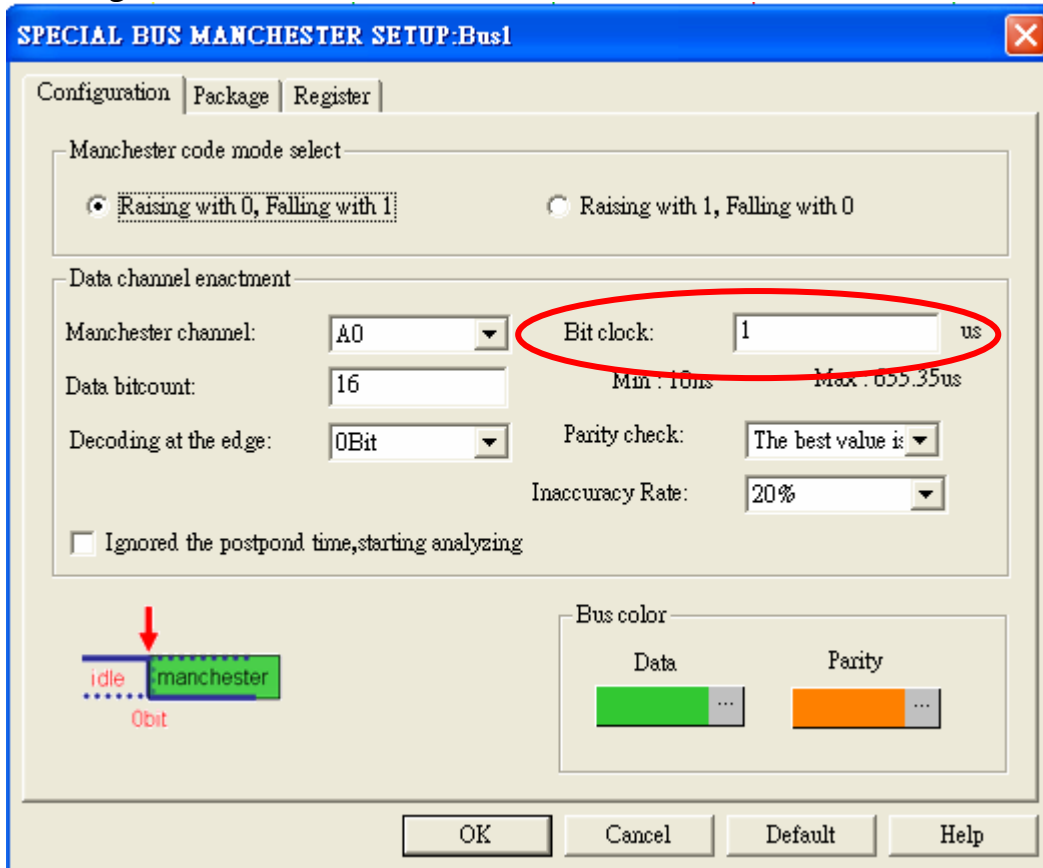 SPECIAL BUS MANCHESTER SETUP:Bus1
Configuration Package Register
Manchester code mode select
Raising with 0, Falling with 1 Raising with 1, Falling with 0
Data channel enactment
Manchester channel: A0 Bit clock: 1 us
Data bitcount: 16 Min : 10ns Max : 655.35us
Decoding at the edge: 0Bit Parity check: The best value is
Inaccuracy Rate: 20%
Ignored the postpond time,starting analyzing
Bus color
Data Parity
... ...
idle manchester
0bit
OK Cancel Default Help